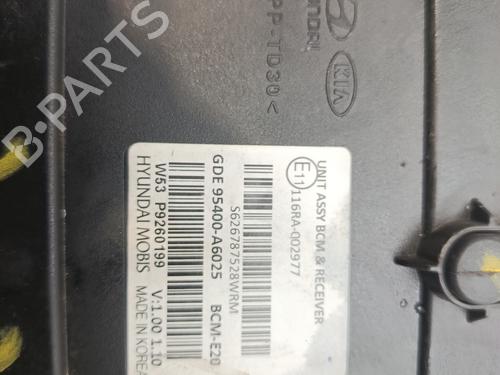 B-PARTS
HYUNDAI
KIA
PP-TD30<
UNIT ASSY BCM & RECEIVER
E11 116RA-002977
S626787528WRM
GDE 95400-A6025 BCM-E20
W53 P9260199 V:1.00 1.10
HYUNDAI MOBIS MADE IN KOREA